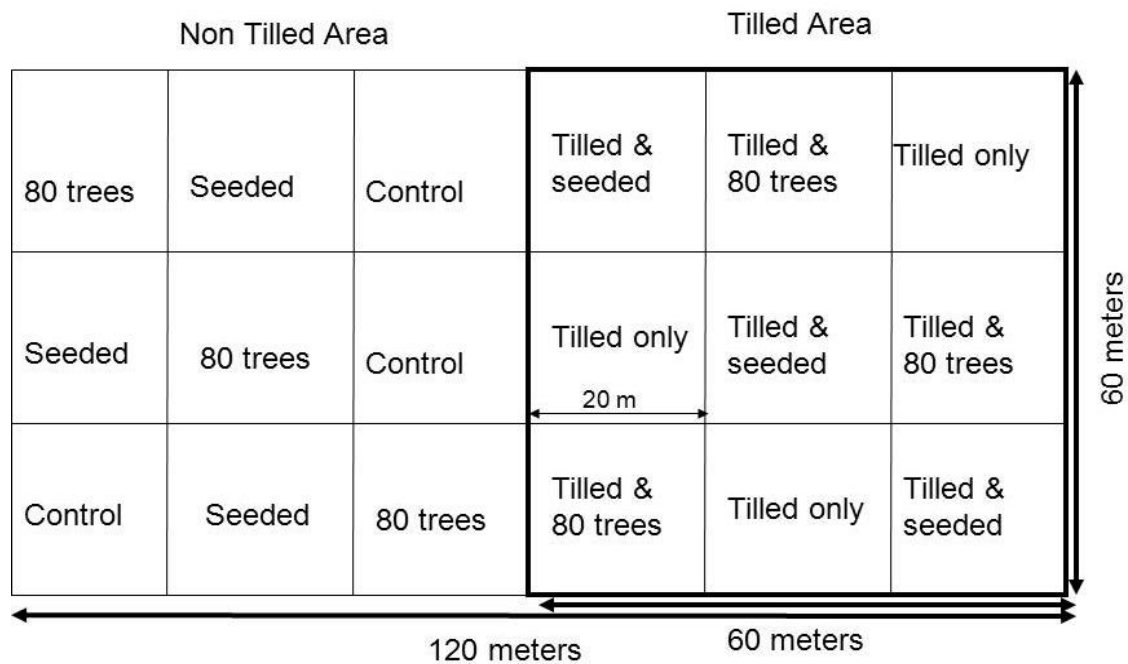 Non Tilled Area
Tilled Area
80 trees
Seeded
Control
Tilled &
seeded
Tilled &
80 trees
Tilled only
Seeded
80 trees
Control
Tilled only
20 m
Tilled &
seeded
Tilled &
80 trees
Control
Seeded
80 trees
Tilled &
80 trees
Tilled only
Tilled &
seeded
60 meters
120 meters
60 meters